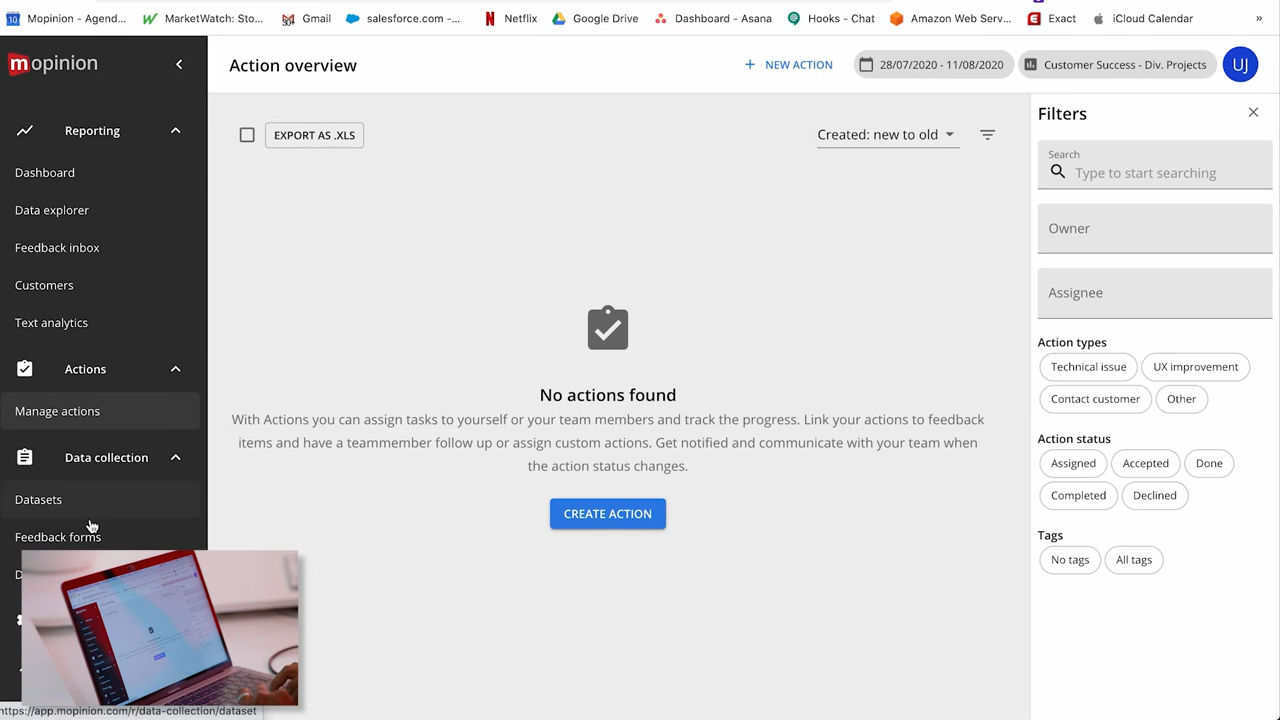 Mopinion - Agend...
MarketWatch: Sto...
Gmail
salesforce.com -...
Netflix
Google Drive
Dashboard - Asana
Hooks - Chat
Amazon Web Serv...
Exact
iCloud Calendar
»
mopinion
Action overview
+ NEW ACTION
28/07/2020 - 11/08/2020
Customer Success - Div. Projects
UJ
Reporting
Dashboard
Data explorer
Feedback inbox
Customers
Text analytics
Actions
Manage actions
Data collection
Datasets
Feedback forms
D
EXPORT AS .XLS
Created: new to old
No actions found
With Actions you can assign tasks to yourself or your team members and track the progress. Link your actions to feedback
items and have a teammember follow up or assign custom actions. Get notified and communicate with your team when
the action status changes.
CREATE ACTION
Filters
Search
Type to start searching
Owner
Assignee
Action types
Technical issue
UX improvement
Contact customer
Other
Action status
Assigned
Accepted
Done
Completed
Declined
Tags
No tags
All tags
https://app.mopinion.com/r/data-collection/dataset